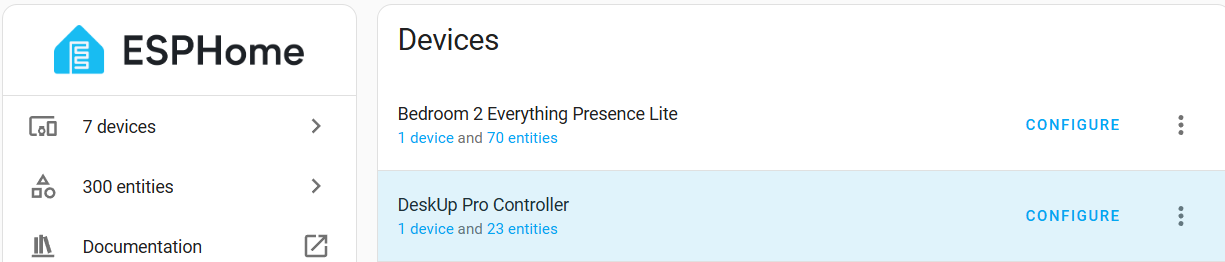 ESPHome
7 devices
300 entities
Documentation
Devices
Bedroom 2 Everything Presence Lite
1 device and 70 entities
CONFIGURE
DeskUp Pro Controller
1 device and 23 entities
CONFIGURE